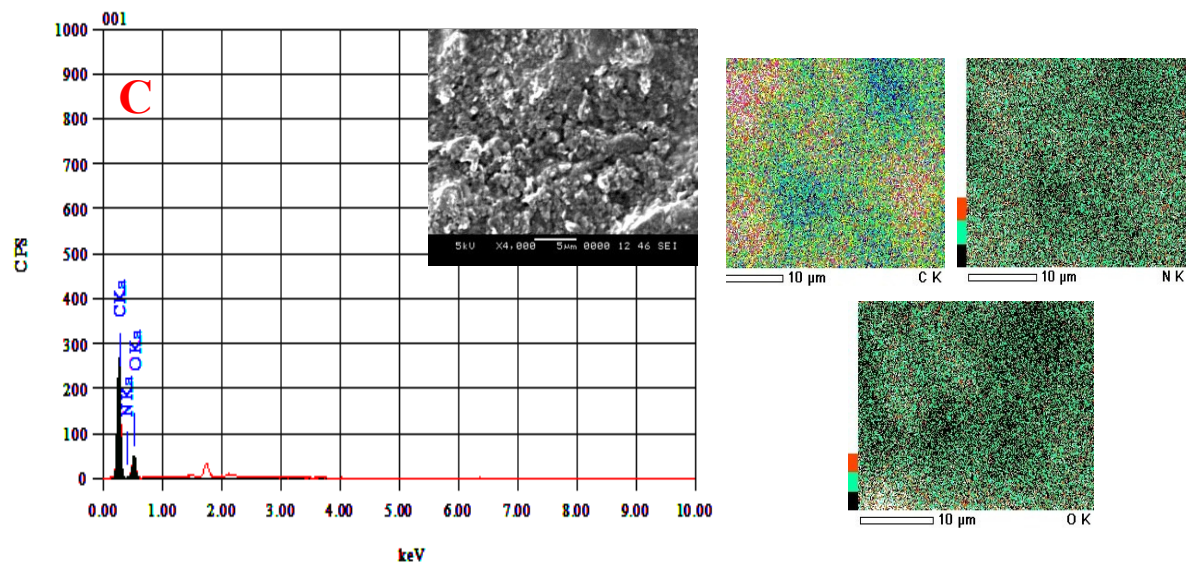 001
1000
900
800
700
600
500
400
300
200
100
0
CPS
C
CKa
NKa
OKa
5kV X4,000 5μm 0000 12 46 SEI
0.00 1.00 2.00 3.00 4.00 5.00 6.00 7.00 8.00 9.00 10.00
keV
10 μm C K
10 μm N K
10 μm O K